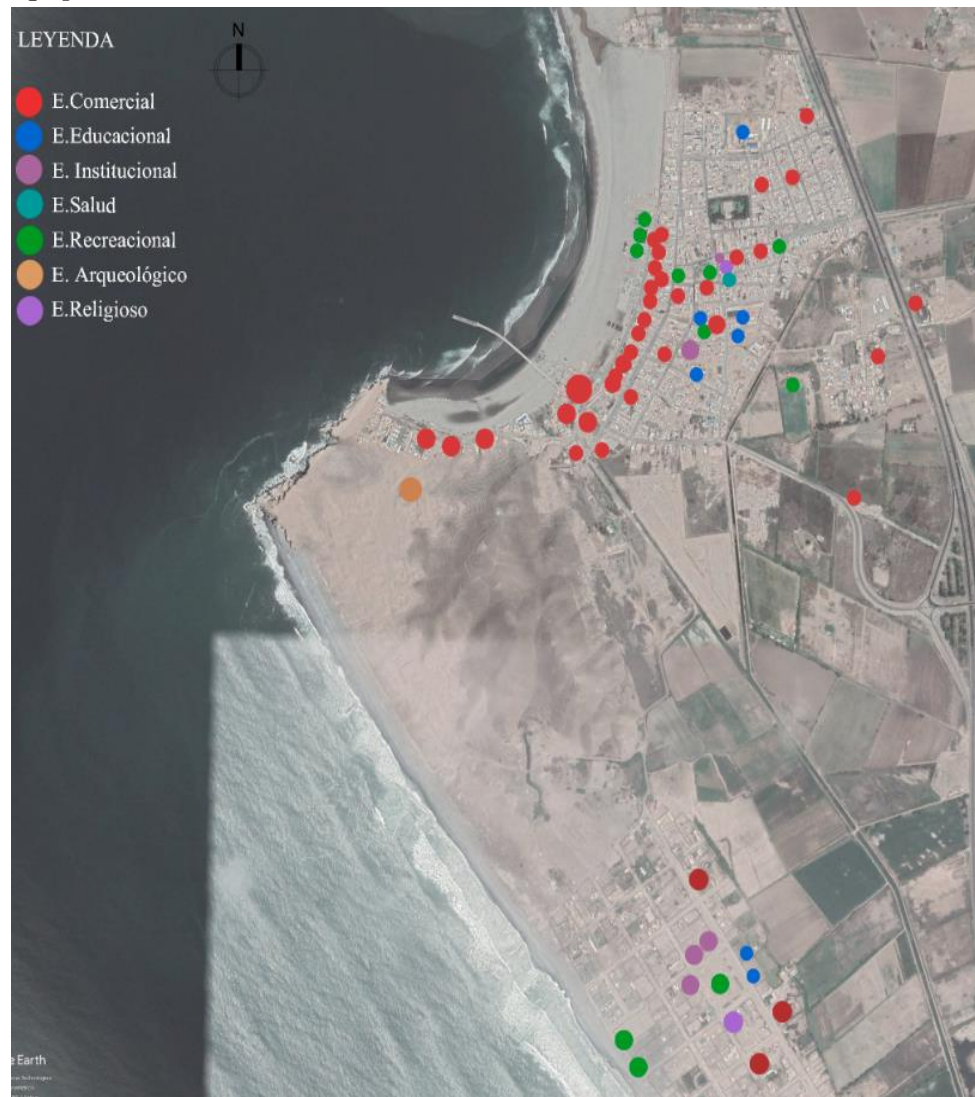 LEYENDA
N
E.Comercial
E.Educacional
E. Institucional
E.Salud
E.Recreacional
E. Arqueológico
E.Religioso
Earth